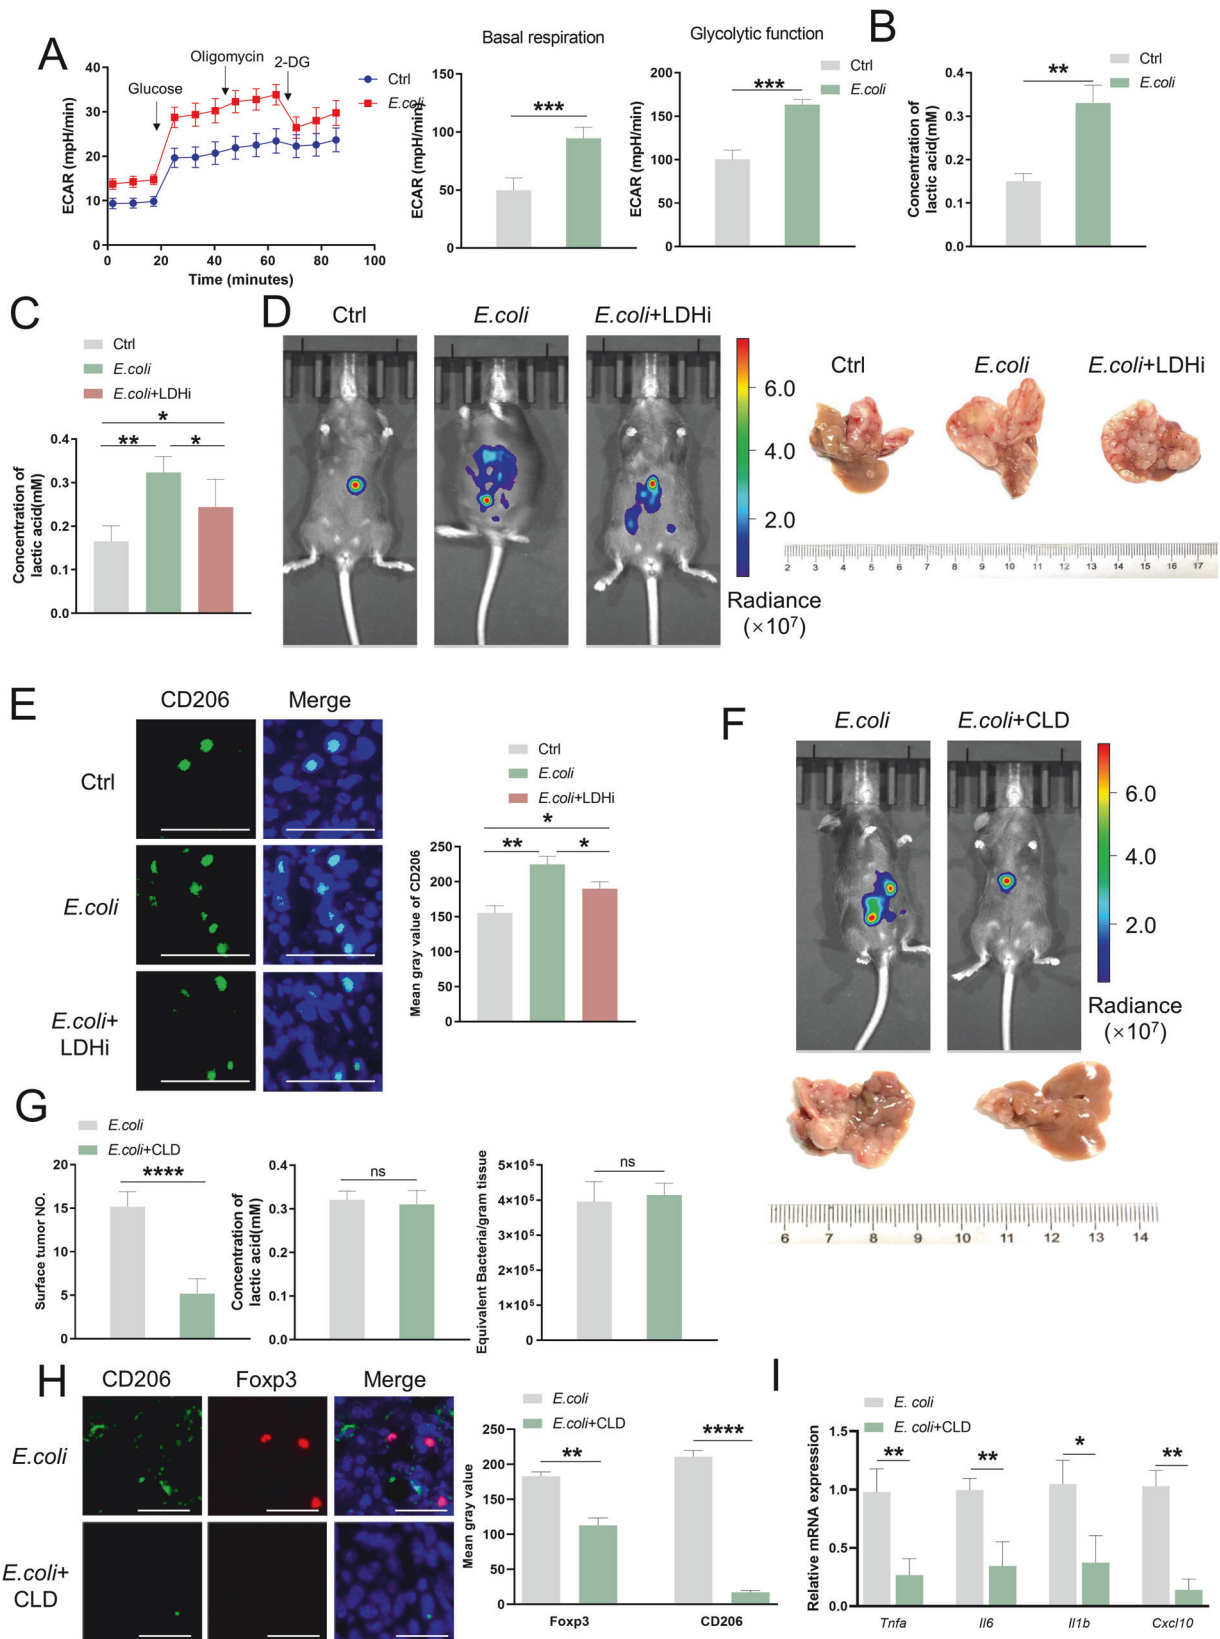 A
Glucose
Oligomycin
2-DG
Ctrl
E.coli
40
30
20
10
0
ECAR (mpH/min)
0 20 40 60 80 100
Time (minutes)
Basal respiration
150
100
50
0
ECAR (mpH/min)
***
Glycolytic function
Ctrl
E.coli
200
150
100
50
0
ECAR (mpH/min)
***
B
Ctrl
E.coli
**
0.4
0.3
0.2
0.1
0.0
Concentration of
lactic acid(mM)
C
Ctrl
E.coli
E.coli+LDHi
*
** *
0.4
0.3
0.2
0.1
0.0
Concentration of
lactic acid(mM)
D
Ctrl E.coli E.coli+LDHi
6.0
4.0
2.0
Radiance
(×10⁷)
Ctrl E.coli E.coli+LDHi
2 3 4 5 6 7 8 9 10 11 12 13 14 15 16 17
E
CD206 Merge
Ctrl
E.coli
E.coli+
LDHi
Ctrl
E.coli
E.coli+LDHi
*
** *
250
200
150
100
50
0
Mean gray value of CD206
F
E.coli E.coli+CLD
6.0
4.0
2.0
Radiance
(×10⁷)
6 7 8 9 10 11 12 13 14
G
E.coli
E.coli+CLD
****
20
15
10
5
0
Surface tumor NO.
ns
0.4
0.3
0.2
0.1
0.0
Concentration of
lactic acid(mM)
ns
5×10⁵
4×10⁵
3×10⁵
2×10⁵
1×10⁵
0
Equivalent Bacteria/gram tissue
H
CD206 Foxp3 Merge
E.coli
E.coli+
CLD
E.coli
E.coli+CLD
** ****
250
200
150
100
50
0
Mean gray value
Foxp3 CD206
I
E. coli
E. coli+CLD
** ** * **
1.5
1.0
0.5
0.0
Relative mRNA expression
Tnfa Il6 Il1b Cxcl10